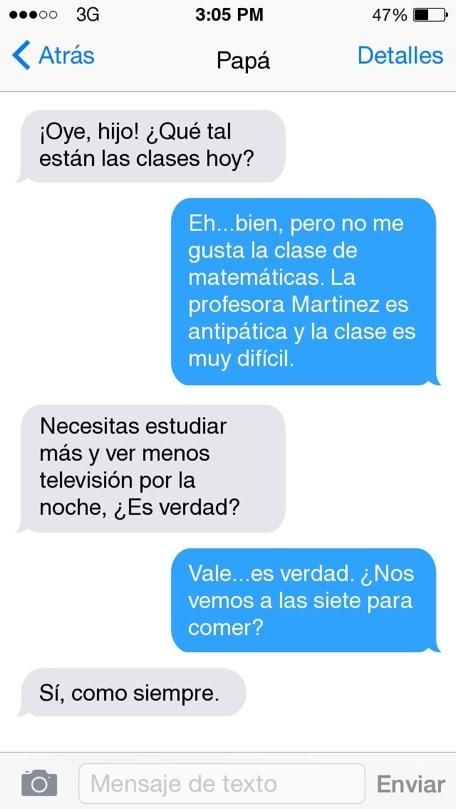 3G 3:05 PM 47%
Atrás Papá Detalles
¡Oye, hijo! ¿Qué tal
están las clases hoy?
Eh...bien, pero no me
gusta la clase de
matemáticas. La
profesora Martinez es
antipática y la clase es
muy difícil.
Necesitas estudiar
más y ver menos
televisión por la
noche, ¿Es verdad?
Vale...es verdad. ¿Nos
vemos a las siete para
comer?
Sí, como siempre.
Mensaje de texto Enviar